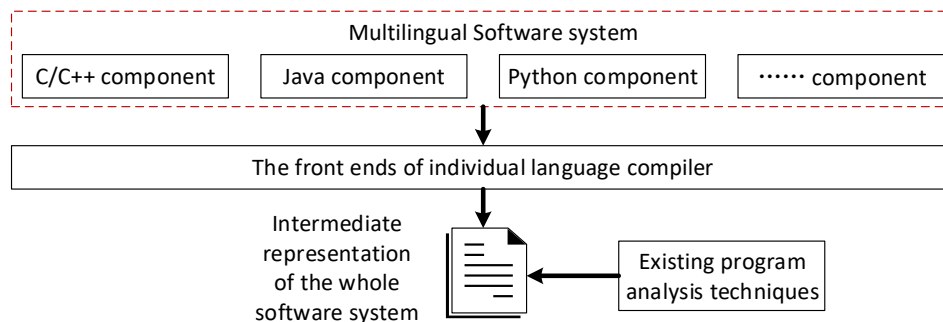 Multilingual Software system
C/C++ component
Java component
Python component
······ component
The front ends of individual language compiler
Intermediate
representation
of the whole
software system
Existing program
analysis techniques